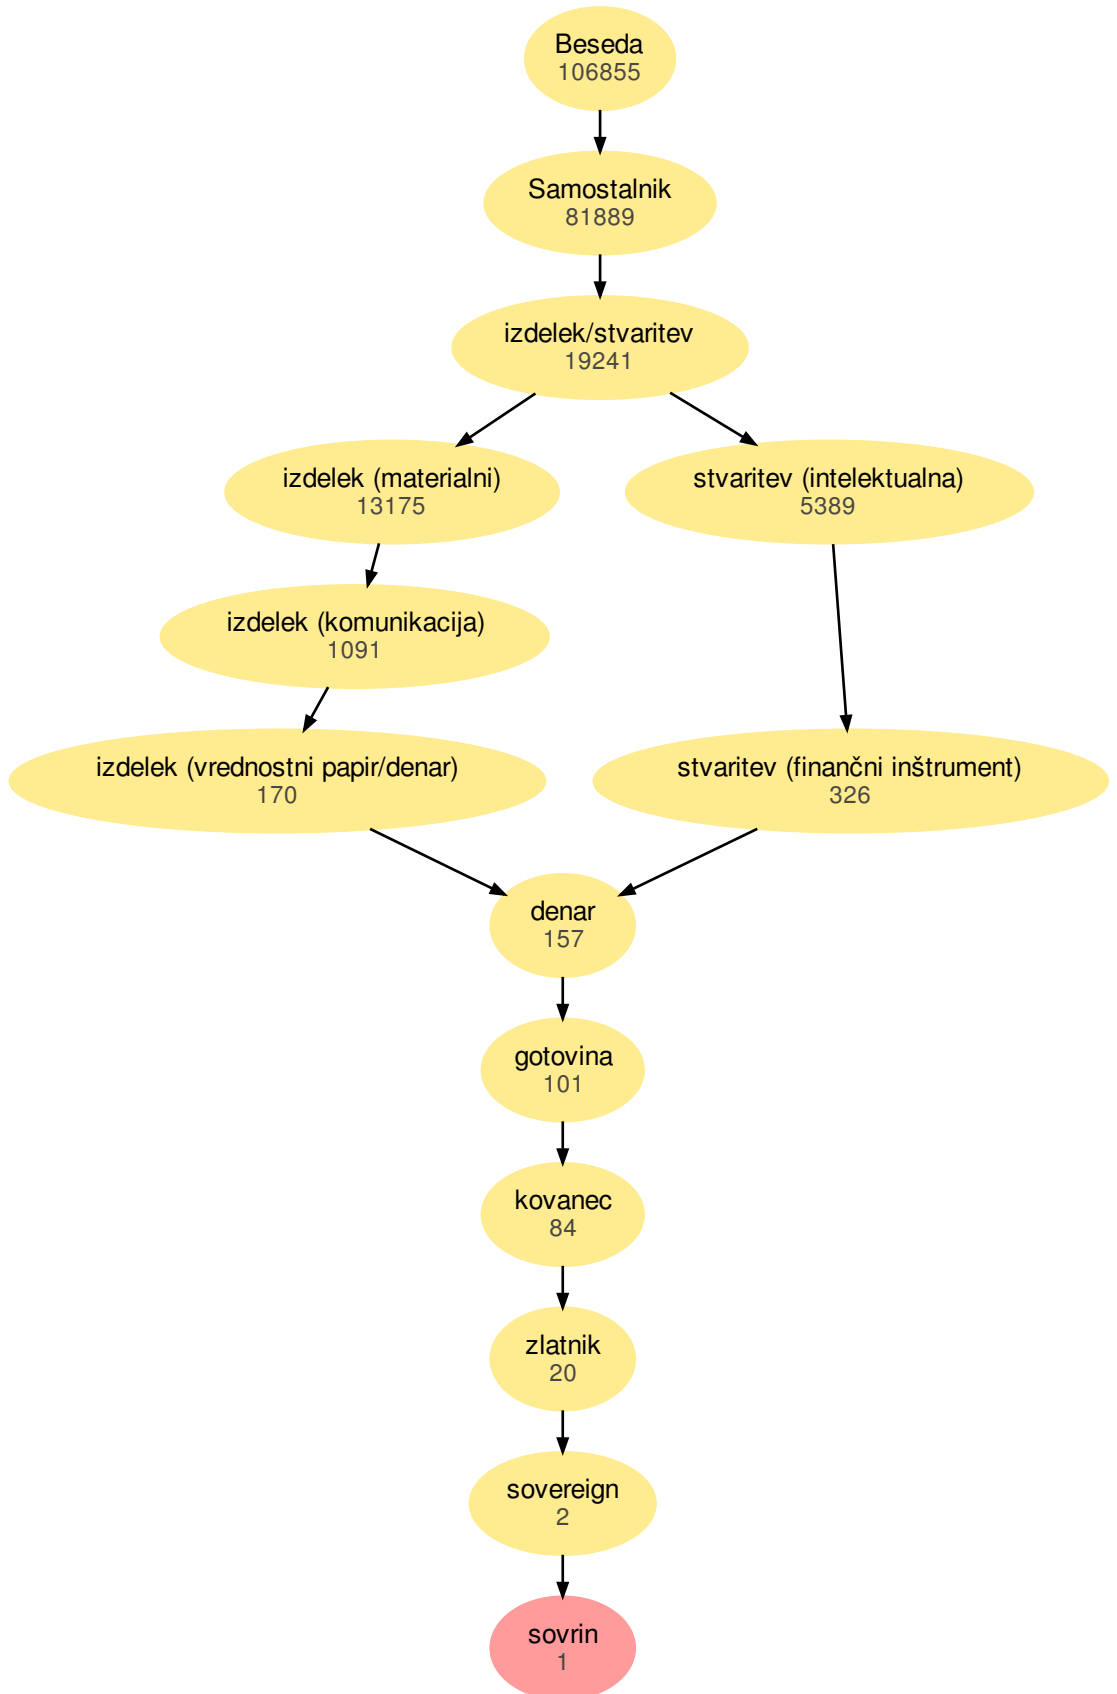 Beseda
106855
Samostalnik
81889
izdelek/stvaritev
19241
izdelek (materialni)
13175
stvaritev (intelektualna)
5389
izdelek (komunikacija)
1091
izdelek (vrednostni papir/denar)
170
stvaritev (finančni inštrument)
326
denar
157
gotovina
101
kovanec
84
zlatnik
20
sovereign
2
sovrin
1